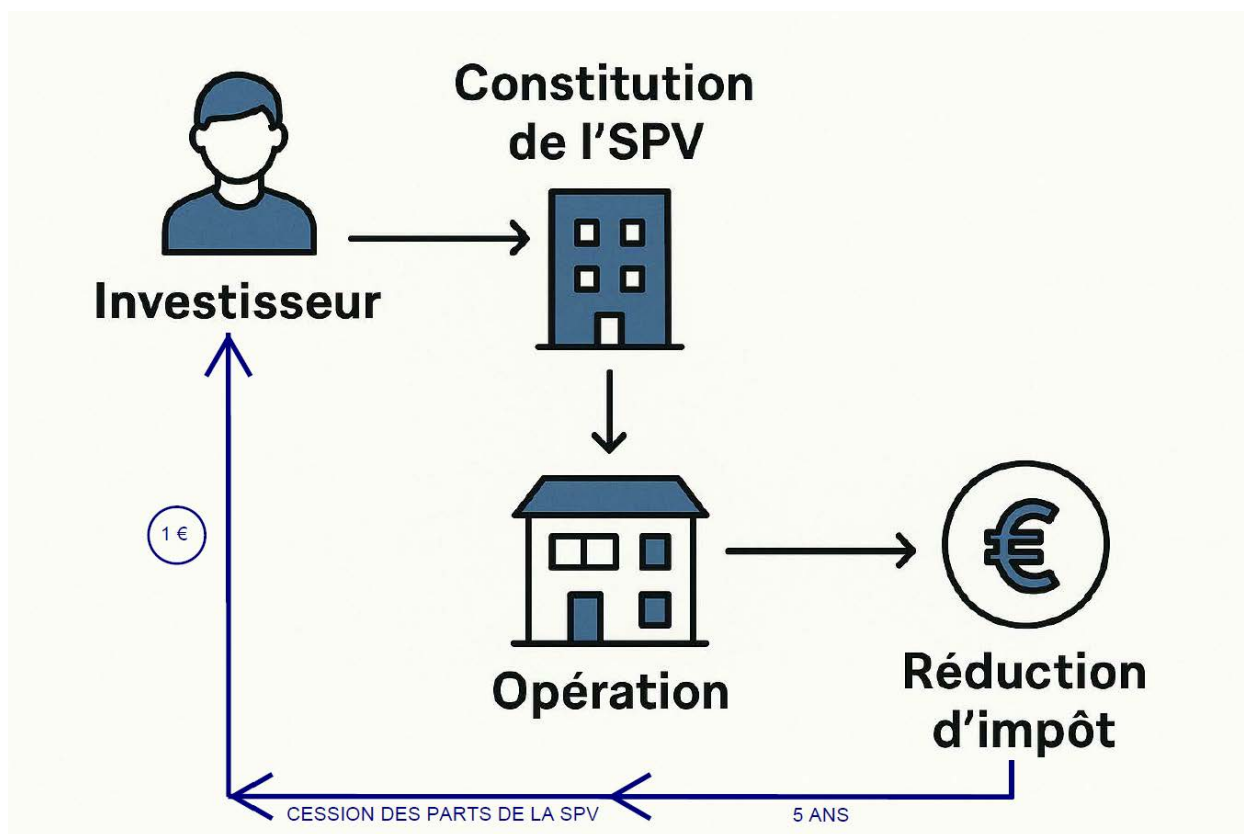 Constitution
de l'SPV
Investisseur
1 €
Opération
€
Réduction
d'impôt
CESSION DES PARTS DE LA SPV
5 ANS